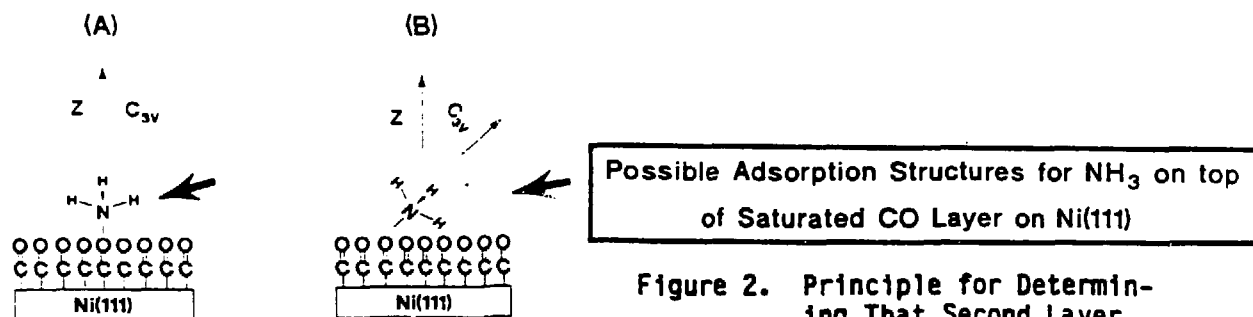 (A)
(B)
Z C3V
Z C3V
H
H N H
H H
N H
O O O O O O O O O
C C C C C C C C C
Ni(111)
O O O O O O O O O
C C C C C C C C C
Ni(111)
Possible Adsorption Structures for NH3 on top
of Saturated CO Layer on Ni(111)
Figure 2. Principle for Determin-
ing That Second Layer